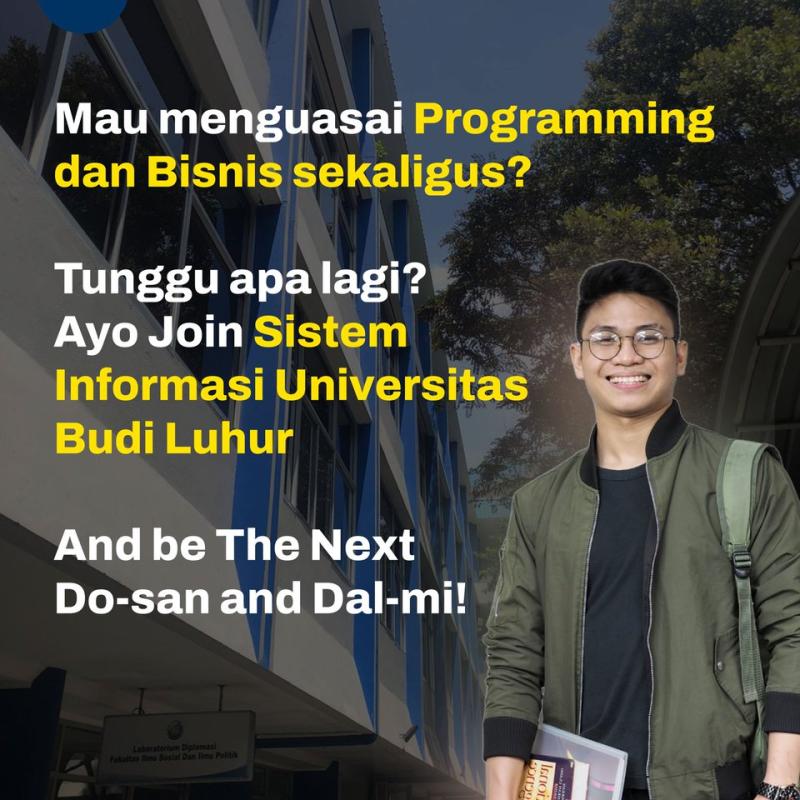 Mau menguasai Programming
dan Bisnis sekaligus?
Tunggu apa lagi?
Ayo Join Sistem
Informasi Universitas
Budi Luhur
And be The Next
Do-san and Dal-mi!
Laboratorium Diplomasi
Fakultas Ilmu Sosial Dan Ilmu Politik